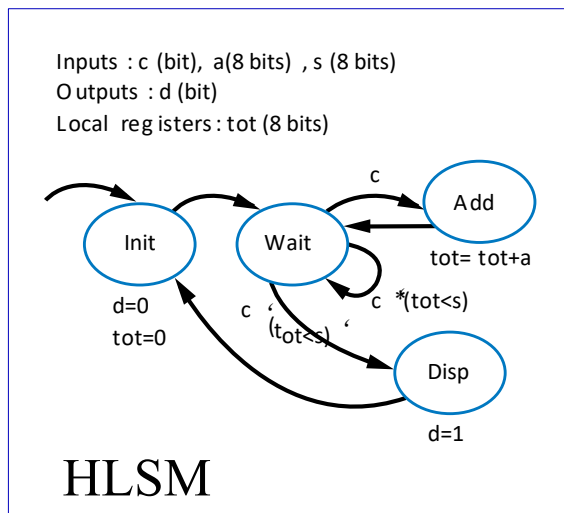 Inputs : c (bit), a(8 bits) , s (8 bits)
Outputs : d (bit)
Local registers : tot (8 bits)
c
Add
Init
Wait
tot= tot+a
d=0
tot=0
c *(tot<s)
c ‘
(tot<s) ‘
Disp
d=1
HLSM